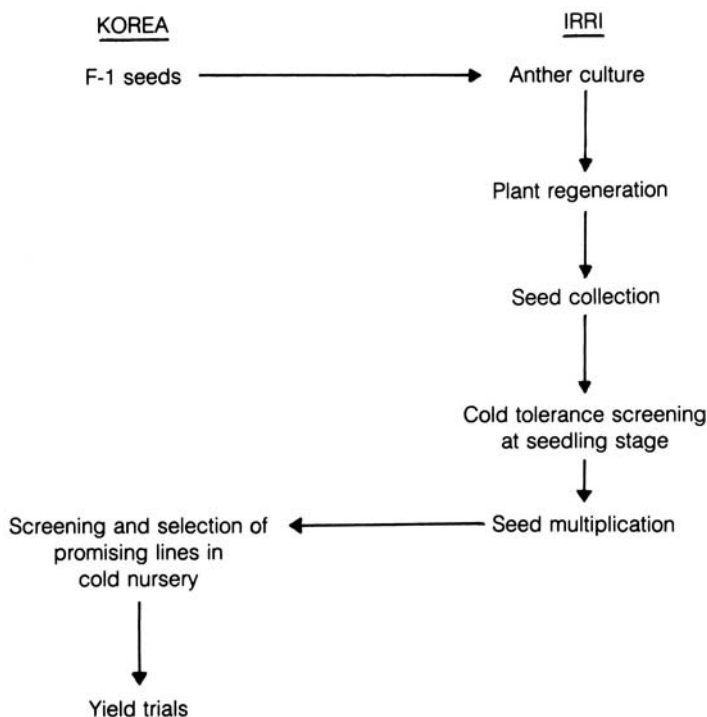 KOREA
IRRI
F-1 seeds
Anther culture
Plant regeneration
Seed collection
Cold tolerance screening
at seedling stage
Seed multiplication
Screening and selection of
promising lines in
cold nursery
Yield trials